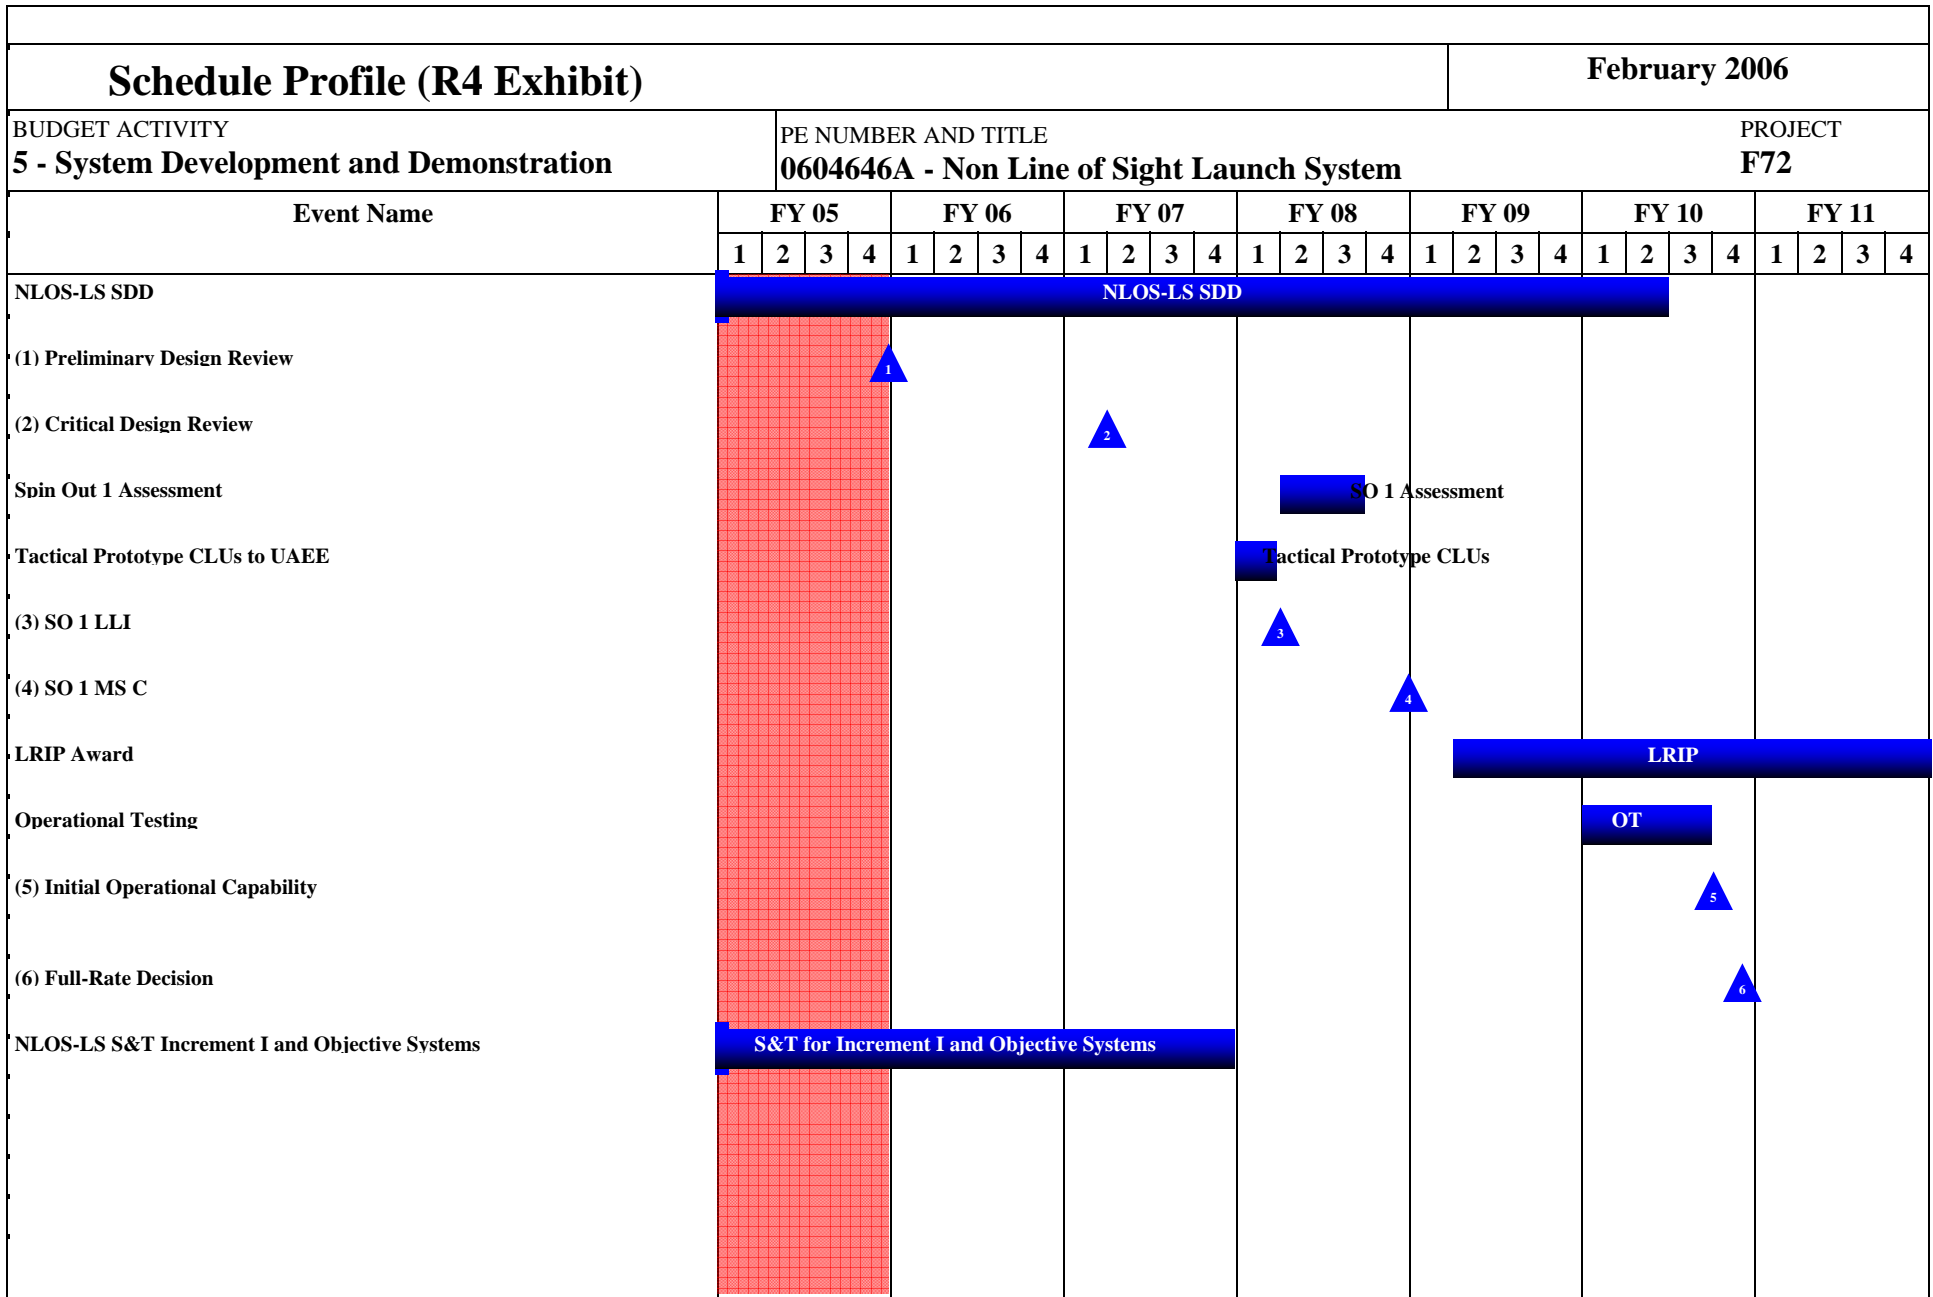 Schedule Profile (R4 Exhibit)
February 2006
BUDGET ACTIVITY
5 - System Development and Demonstration
PE NUMBER AND TITLE
0604646A - Non Line of Sight Launch System
PROJECT
F72
Event Name FY 05 FY 06 FY 07 FY 08 FY 09 FY 10 FY 11
1 2 3 4 1 2 3 4 1 2 3 4 1 2 3 4 1 2 3 4 1 2 3 4 1 2 3 4
NLOS-LS SDD NLOS-LS SDD
(1) Preliminary Design Review 1
(2) Critical Design Review 2
Spin Out 1 Assessment SO 1 Assessment
Tactical Prototype CLUs to UAEE Tactical Prototype CLUs
(3) SO 1 LLI 3
(4) SO 1 MS C 4
LRIP Award LRIP
Operational Testing OT
(5) Initial Operational Capability 5
(6) Full-Rate Decision 6
NLOS-LS S&T Increment I and Objective Systems S&T for Increment I and Objective Systems